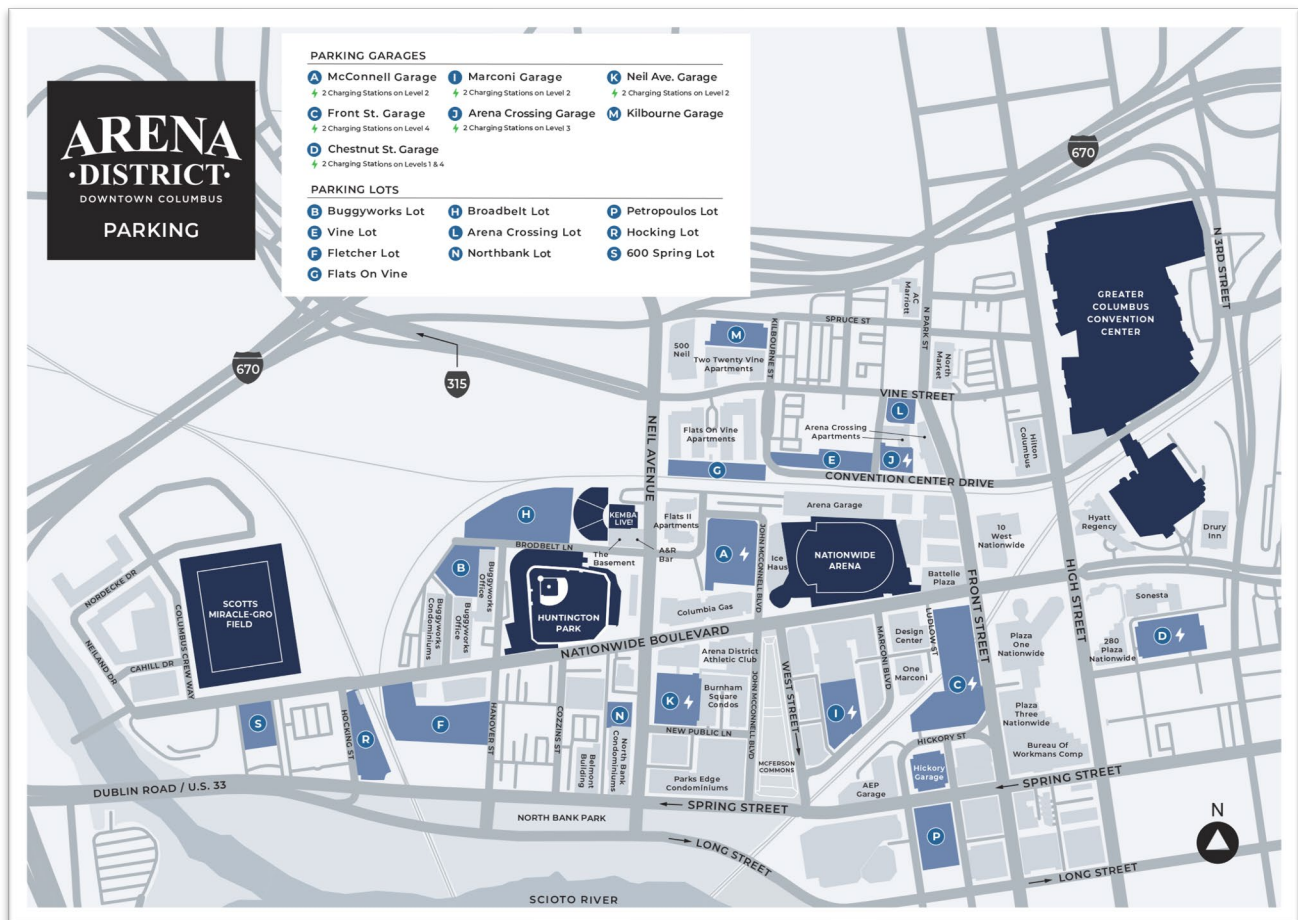 ARENA
·DISTRICT·
DOWNTOWN COLUMBUS
PARKING
PARKING GARAGES
A McConnell Garage
2 Charging Stations on Level 2
C Front St. Garage
2 Charging Stations on Level 4
D Chestnut St. Garage
2 Charging Stations on Levels 1 & 4
I Marconi Garage
2 Charging Stations on Level 2
J Arena Crossing Garage
2 Charging Stations on Level 3
K Neil Ave. Garage
2 Charging Stations on Level 2
M Kilbourne Garage
PARKING LOTS
B Buggyworks Lot
E Vine Lot
F Fletcher Lot
G Flats On Vine
H Broadbelt Lot
L Arena Crossing Lot
N Northbank Lot
P Petropoulos Lot
R Hocking Lot
S 600 Spring Lot
670
670
315
N 3RD STREET
GREATER
COLUMBUS
CONVENTION
CENTER
AC
Marriott
N PARK ST
SPRUCE ST
KILBOURNE ST
M
500
Neil
Two Twenty Vine
Apartments
North
Market
VINE STREET
L
NEIL AVENUE
Flats On Vine
Apartments
Arena Crossing
Apartments
Hilton
Columbus
G
E
J
CONVENTION CENTER DRIVE
H
KEMBA
LIVE!
Flats II
Apartments
Arena Garage
JOHN MCCONNELL BLVD
10
West
Nationwide
Hyatt
Regency
Drury
Inn
BRODBELT LN
The
Basement
A&R
Bar
A
Ice
Haus
NATIONWIDE
ARENA
Battelle
Plaza
FRONT STREET
HIGH STREET
B
Buggyworks
Office
Buggyworks
Condominiums
Buggyworks
Office
HUNTINGTON
PARK
Columbia Gas
NATIONWIDE BOULEVARD
NORDECKE DR
NEILAND DR
CAHILL DR
COLUMBUS CREW WAY
SCOTTS
MIRACLE-GRO
FIELD
Sonesta
D
280
Plaza
Nationwide
Plaza
One
Nationwide
LUDLOW ST
Design
Center
MARCONI BLVD
One
Marconi
C
Arena District
Athletic Club
WEST STREET
K
Burnham
Square
Condos
JOHN MCCONNELL BLVD
I
Plaza
Three
Nationwide
S
HOCKING ST
R
F
HANOVER ST
COZZINS ST
N
NEW PUBLIC LN
North Bank
Condominiums
Belmont
Building
Parks Edge
Condominiums
MCFERSON
COMMONS
HICKORY ST
Hickory
Garage
Bureau Of
Workmans Comp
AEP
Garage
SPRING STREET
DUBLIN ROAD / U.S. 33
SPRING STREET
NORTH BANK PARK
P
LONG STREET
LONG STREET
SCIOTO RIVER
N